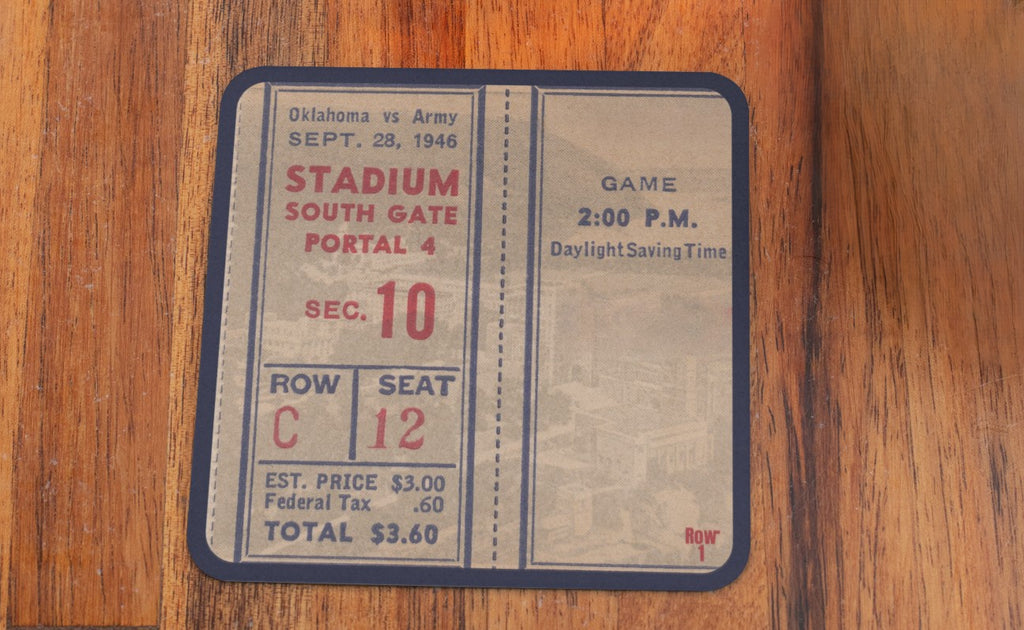 Oklahoma vs Army
SEPT. 28, 1946
STADIUM
SOUTH GATE
PORTAL 4
SEC. 10
ROW SEAT
C 12
EST. PRICE $3.00
Federal Tax .60
TOTAL $3.60
GAME
2:00 P.M.
Daylight Saving Time
Row
1